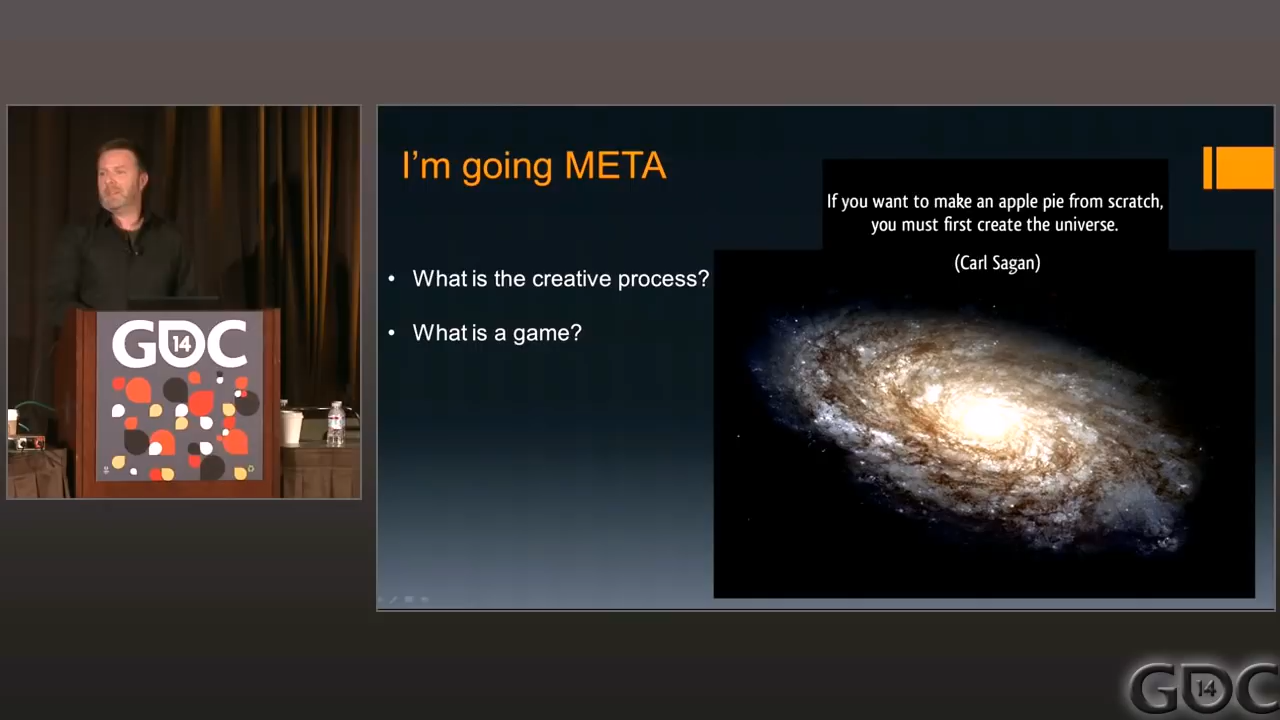 I'm going META
If you want to make an apple pie from scratch,
you must first create the universe.
(Carl Sagan)
• What is the creative process?
• What is a game?
GDC
14
GDC
14